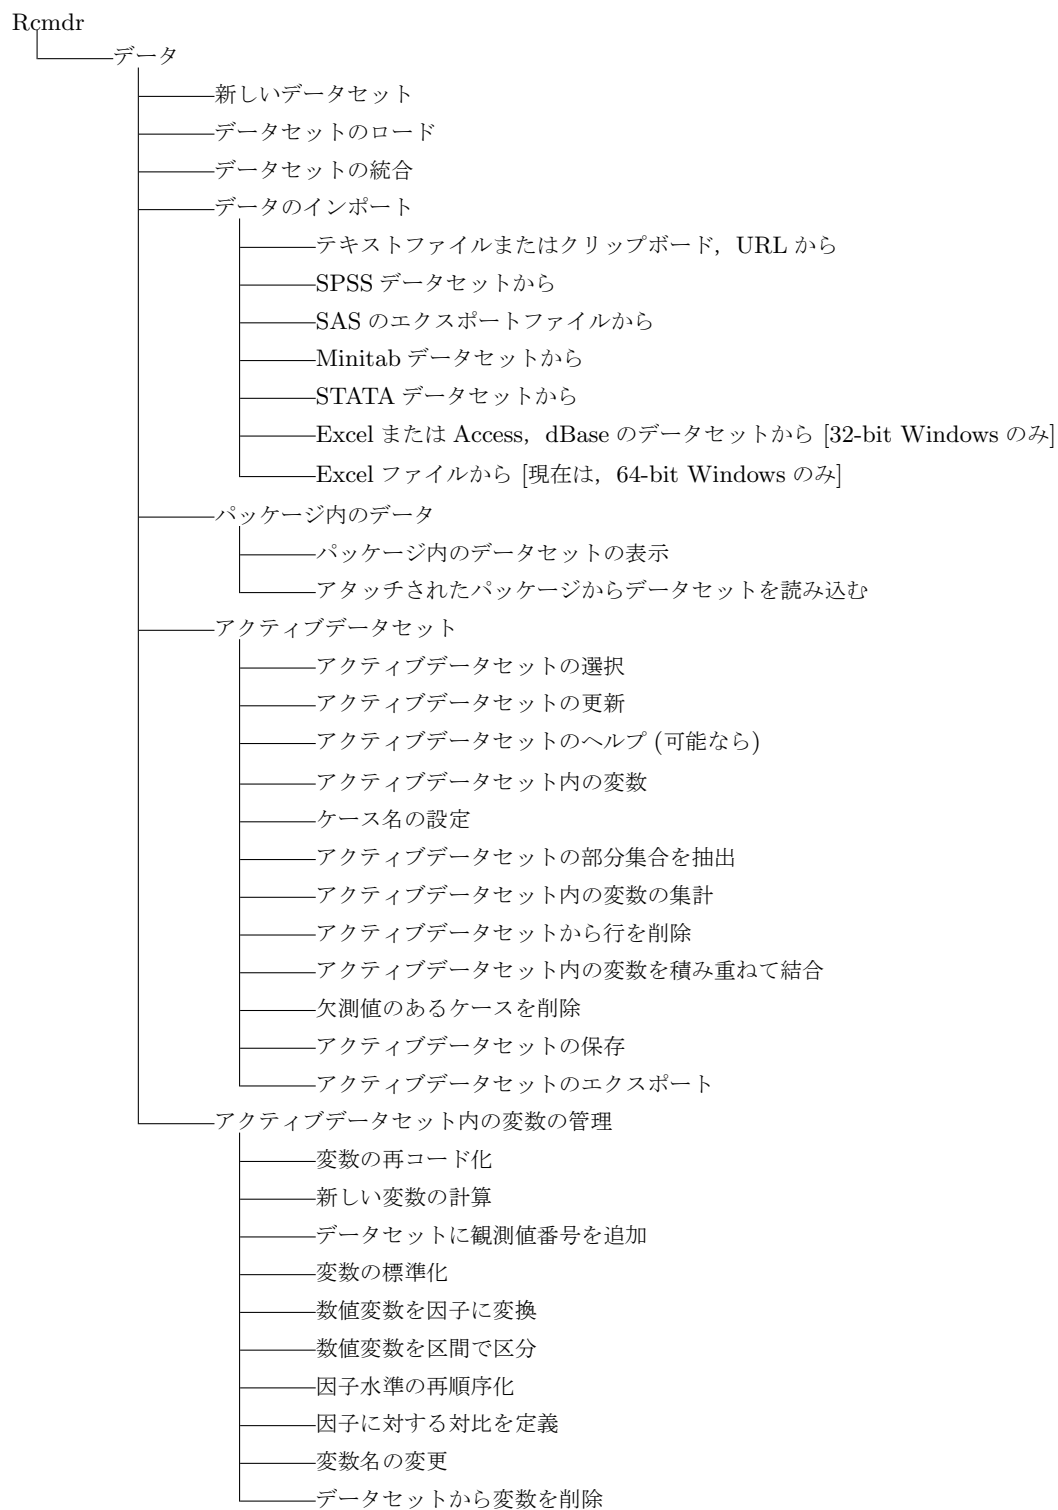 Rcmdr
データ
新しいデータセット
データセットのロード
データセットの統合
データのインポート
テキストファイルまたはクリップボード，URL から
SPSS データセットから
SAS のエクスポートファイルから
Minitab データセットから
STATA データセットから
Excel または Access，dBase のデータセットから [32-bit Windows のみ]
Excel ファイルから [現在は，64-bit Windows のみ]
パッケージ内のデータ
パッケージ内のデータセットの表示
アタッチされたパッケージからデータセットを読み込む
アクティブデータセット
アクティブデータセットの選択
アクティブデータセットの更新
アクティブデータセットのヘルプ (可能なら)
アクティブデータセット内の変数
ケース名の設定
アクティブデータセットの部分集合を抽出
アクティブデータセット内の変数の集計
アクティブデータセットから行を削除
アクティブデータセット内の変数を積み重ねて結合
欠測値のあるケースを削除
アクティブデータセットの保存
アクティブデータセットのエクスポート
アクティブデータセット内の変数の管理
変数の再コード化
新しい変数の計算
データセットに観測値番号を追加
変数の標準化
数値変数を因子に変換
数値変数を区間で区分
因子水準の再順序化
因子に対する対比を定義
変数名の変更
データセットから変数を削除